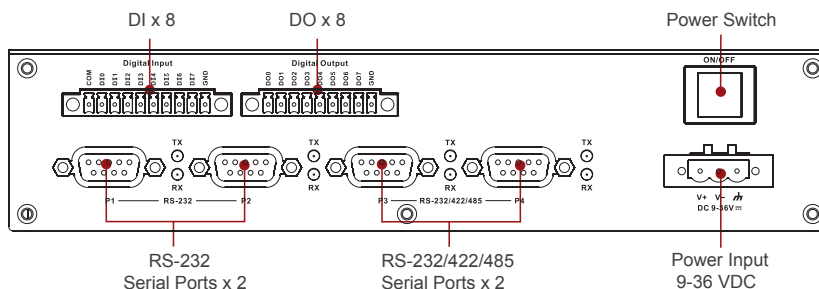 DI x 8
DO x 8
Power Switch
Digital Input
Digital Output
ON/OFF
COM DI0 DI1 DI2 DI3 DI4 DI5 DI6 DI7 GND
DO0 DO1 DO2 DO3 DO4 DO5 DO6 DO7 GND
TX
TX
TX
TX
RX
RX
RX
RX
P1 RS-232 P2
P3 RS-232/422/485 P4
V+ V-
DC 9-36V
RS-232
Serial Ports x 2
RS-232/422/485
Serial Ports x 2
Power Input
9-36 VDC